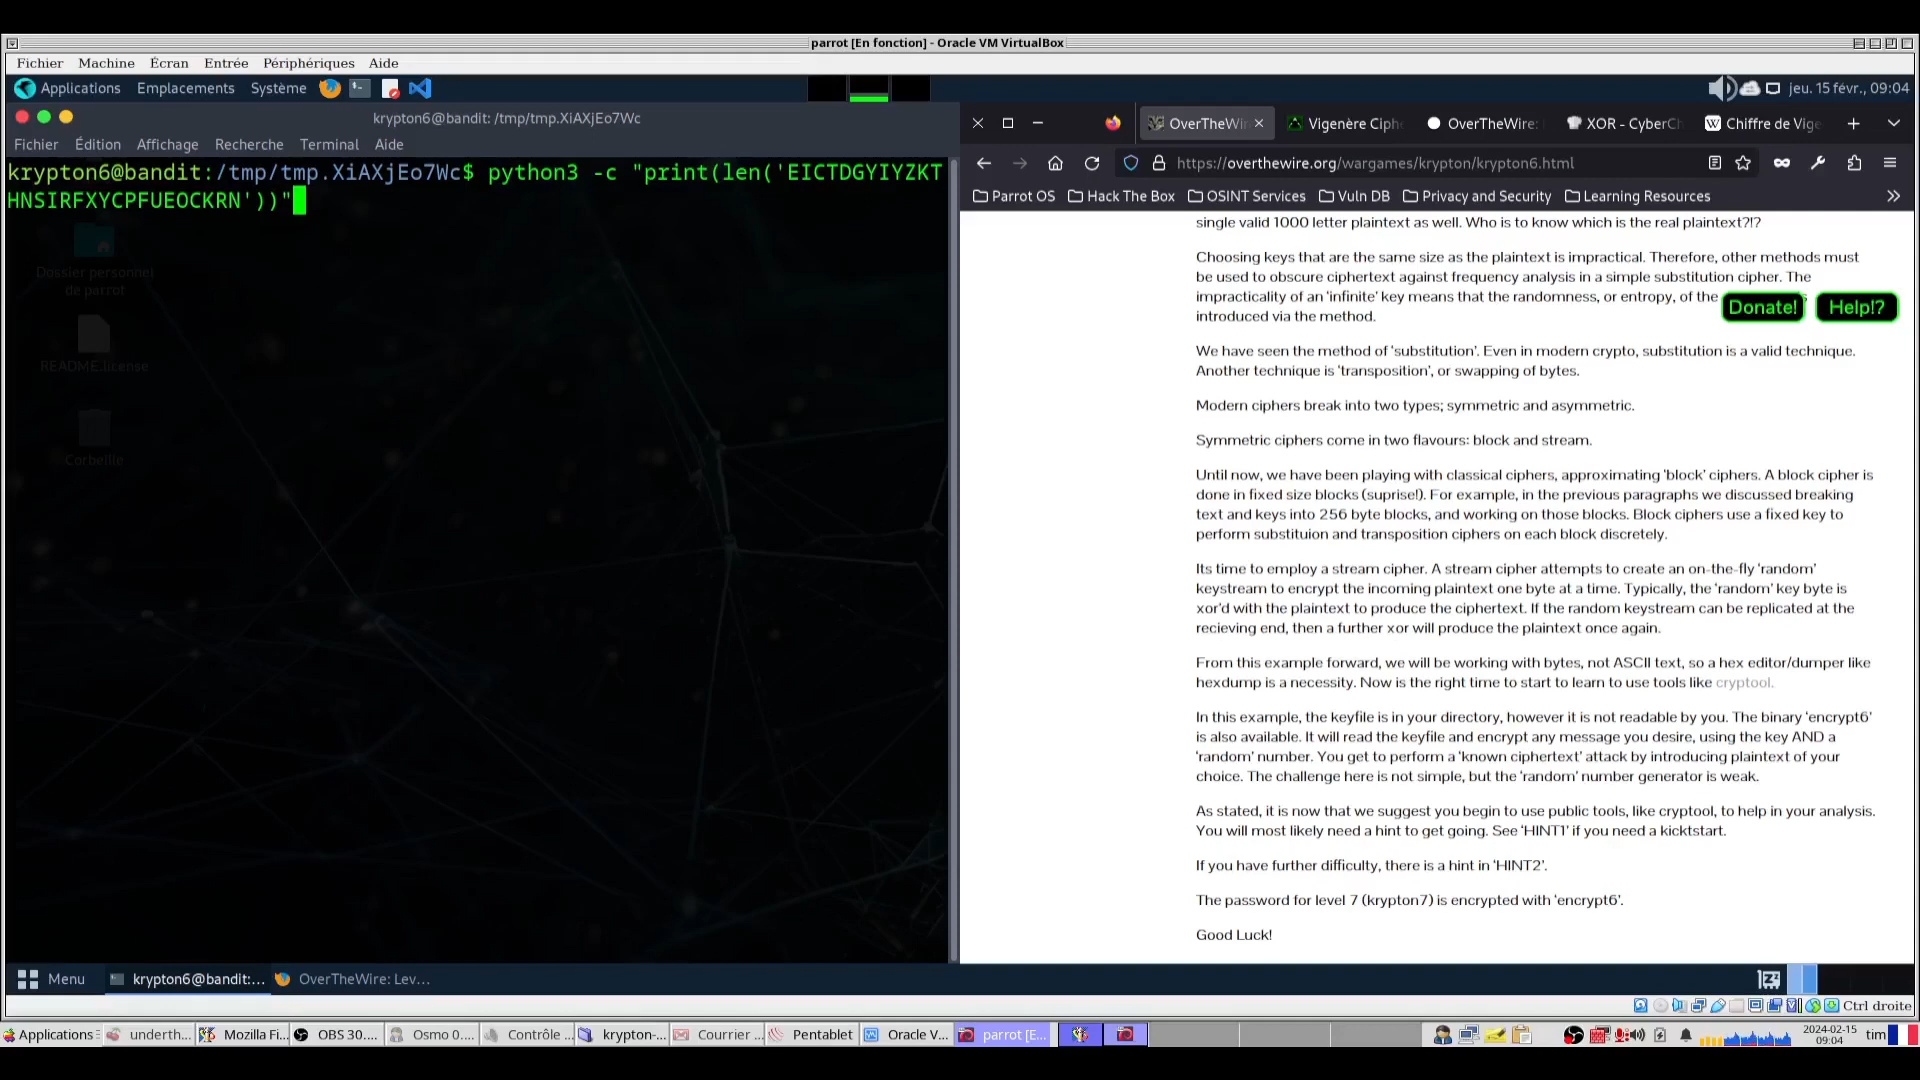 parrot [En fonction] - Oracle VM VirtualBox
Fichier Machine Écran Entrée Périphériques Aide
Applications Emplacements Système jeu. 15 févr., 09:04
krypton6@bandit: /tmp/tmp.XiAXjEo7Wc
Fichier Édition Affichage Recherche Terminal Aide
krypton6@bandit:/tmp/tmp.XiAXjEo7Wc$ python3 -c "print(len('EICTDGYIYZKT
HNSIRFXYCPFUEOCKRN'))"
Dossier personnel
de parrot
README.license
Corbeille
OverTheWir Vigenère Ciphe OverTheWire: XOR - CyberCh Chiffre de Vige
https://overthewire.org/wargames/krypton/krypton6.html
Parrot OS Hack The Box OSINT Services Vuln DB Privacy and Security Learning Resources
single valid 1000 letter plaintext as well. Who is to know which is the real plaintext?!?
Choosing keys that are the same size as the plaintext is impractical. Therefore, other methods must
be used to obscure ciphertext against frequency analysis in a simple substitution cipher. The
impracticality of an 'infinite' key means that the randomness, or entropy, of the
introduced via the method.
Donate! Help!?
We have seen the method of 'substitution'. Even in modern crypto, substitution is a valid technique.
Another technique is 'transposition', or swapping of bytes.
Modern ciphers break into two types; symmetric and asymmetric.
Symmetric ciphers come in two flavours: block and stream.
Until now, we have been playing with classical ciphers, approximating 'block' ciphers. A block cipher is
done in fixed size blocks (suprise!). For example, in the previous paragraphs we discussed breaking
text and keys into 256 byte blocks, and working on those blocks. Block ciphers use a fixed key to
perform substituion and transposition ciphers on each block discretely.
Its time to employ a stream cipher. A stream cipher attempts to create an on-the-fly 'random'
keystream to encrypt the incoming plaintext one byte at a time. Typically, the 'random' key byte is
xor'd with the plaintext to produce the ciphertext. If the random keystream can be replicated at the
recieving end, then a further xor will produce the plaintext once again.
From this example forward, we will be working with bytes, not ASCII text, so a hex editor/dumper like
hexdump is a necessity. Now is the right time to start to learn to use tools like cryptool.
In this example, the keyfile is in your directory, however it is not readable by you. The binary 'encrypt6'
is also available. It will read the keyfile and encrypt any message you desire, using the key AND a
'random' number. You get to perform a 'known ciphertext' attack by introducing plaintext of your
choice. The challenge here is not simple, but the 'random' number generator is weak.
As stated, it is now that we suggest you begin to use public tools, like cryptool, to help in your analysis.
You will most likely need a hint to get going. See 'HINT1' if you need a kicktstart.
If you have further difficulty, there is a hint in 'HINT2'.
The password for level 7 (krypton7) is encrypted with 'encrypt6'.
Good Luck!
Menu krypton6@bandit:... OverTheWire: Lev...
Ctrl droite
Applications underth... Mozilla Fi... OBS 30.... Osmo 0.... Contrôle ... krypton-... Courrier ... Pentablet Oracle V... parrot [E... 2024-02-15 tim
09:04